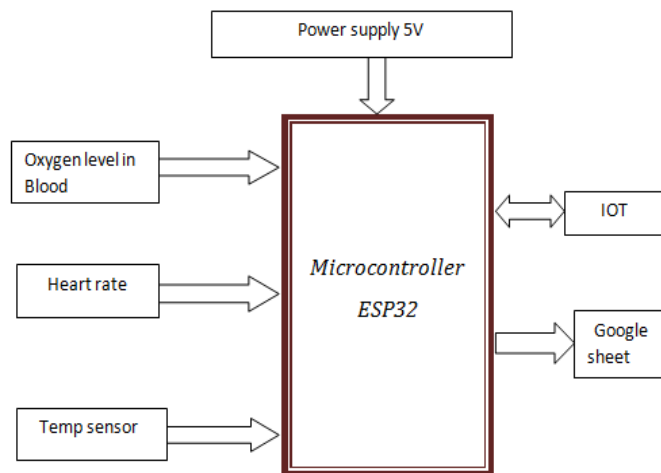 Power supply 5V
Oxygen level in
Blood
Heart rate
Temp sensor
Microcontroller
ESP32
IOT
Google
sheet